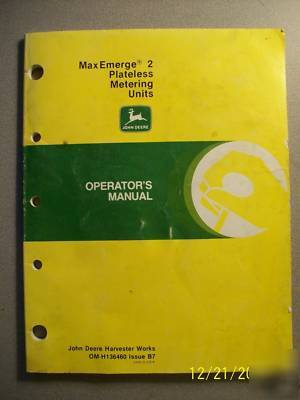 MaxEmerge® 2
Plateless
Metering
Units
JOHN DEERE
OPERATOR'S
MANUAL
John Deere Harvester Works
OM-H136460 Issue B7
12/21/20